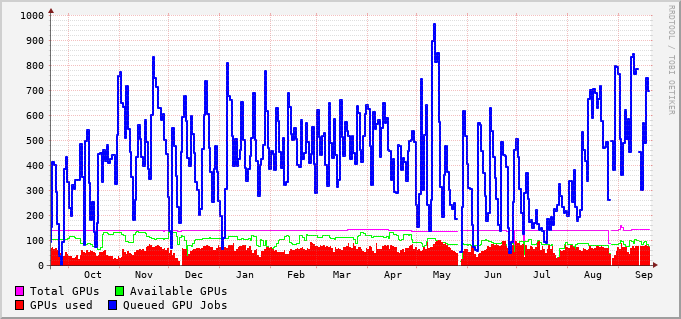 1000
900
800
700
600
500
400
300
200
100
0
Oct Nov Dec Jan Feb Mar Apr May Jun Jul Aug Sep
Total GPUs Available GPUs
GPUs used Queued GPU Jobs
RRDTOOL / TOBI OETIKER